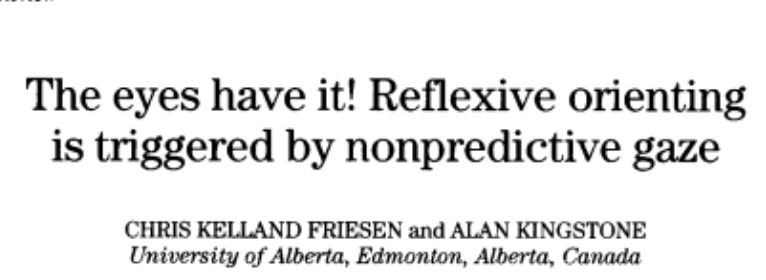 The eyes have it! Reflexive orienting
is triggered by nonpredictive gaze
CHRIS KELLAND FRIESEN and ALAN KINGSTONE
University of Alberta, Edmonton, Alberta, Canada